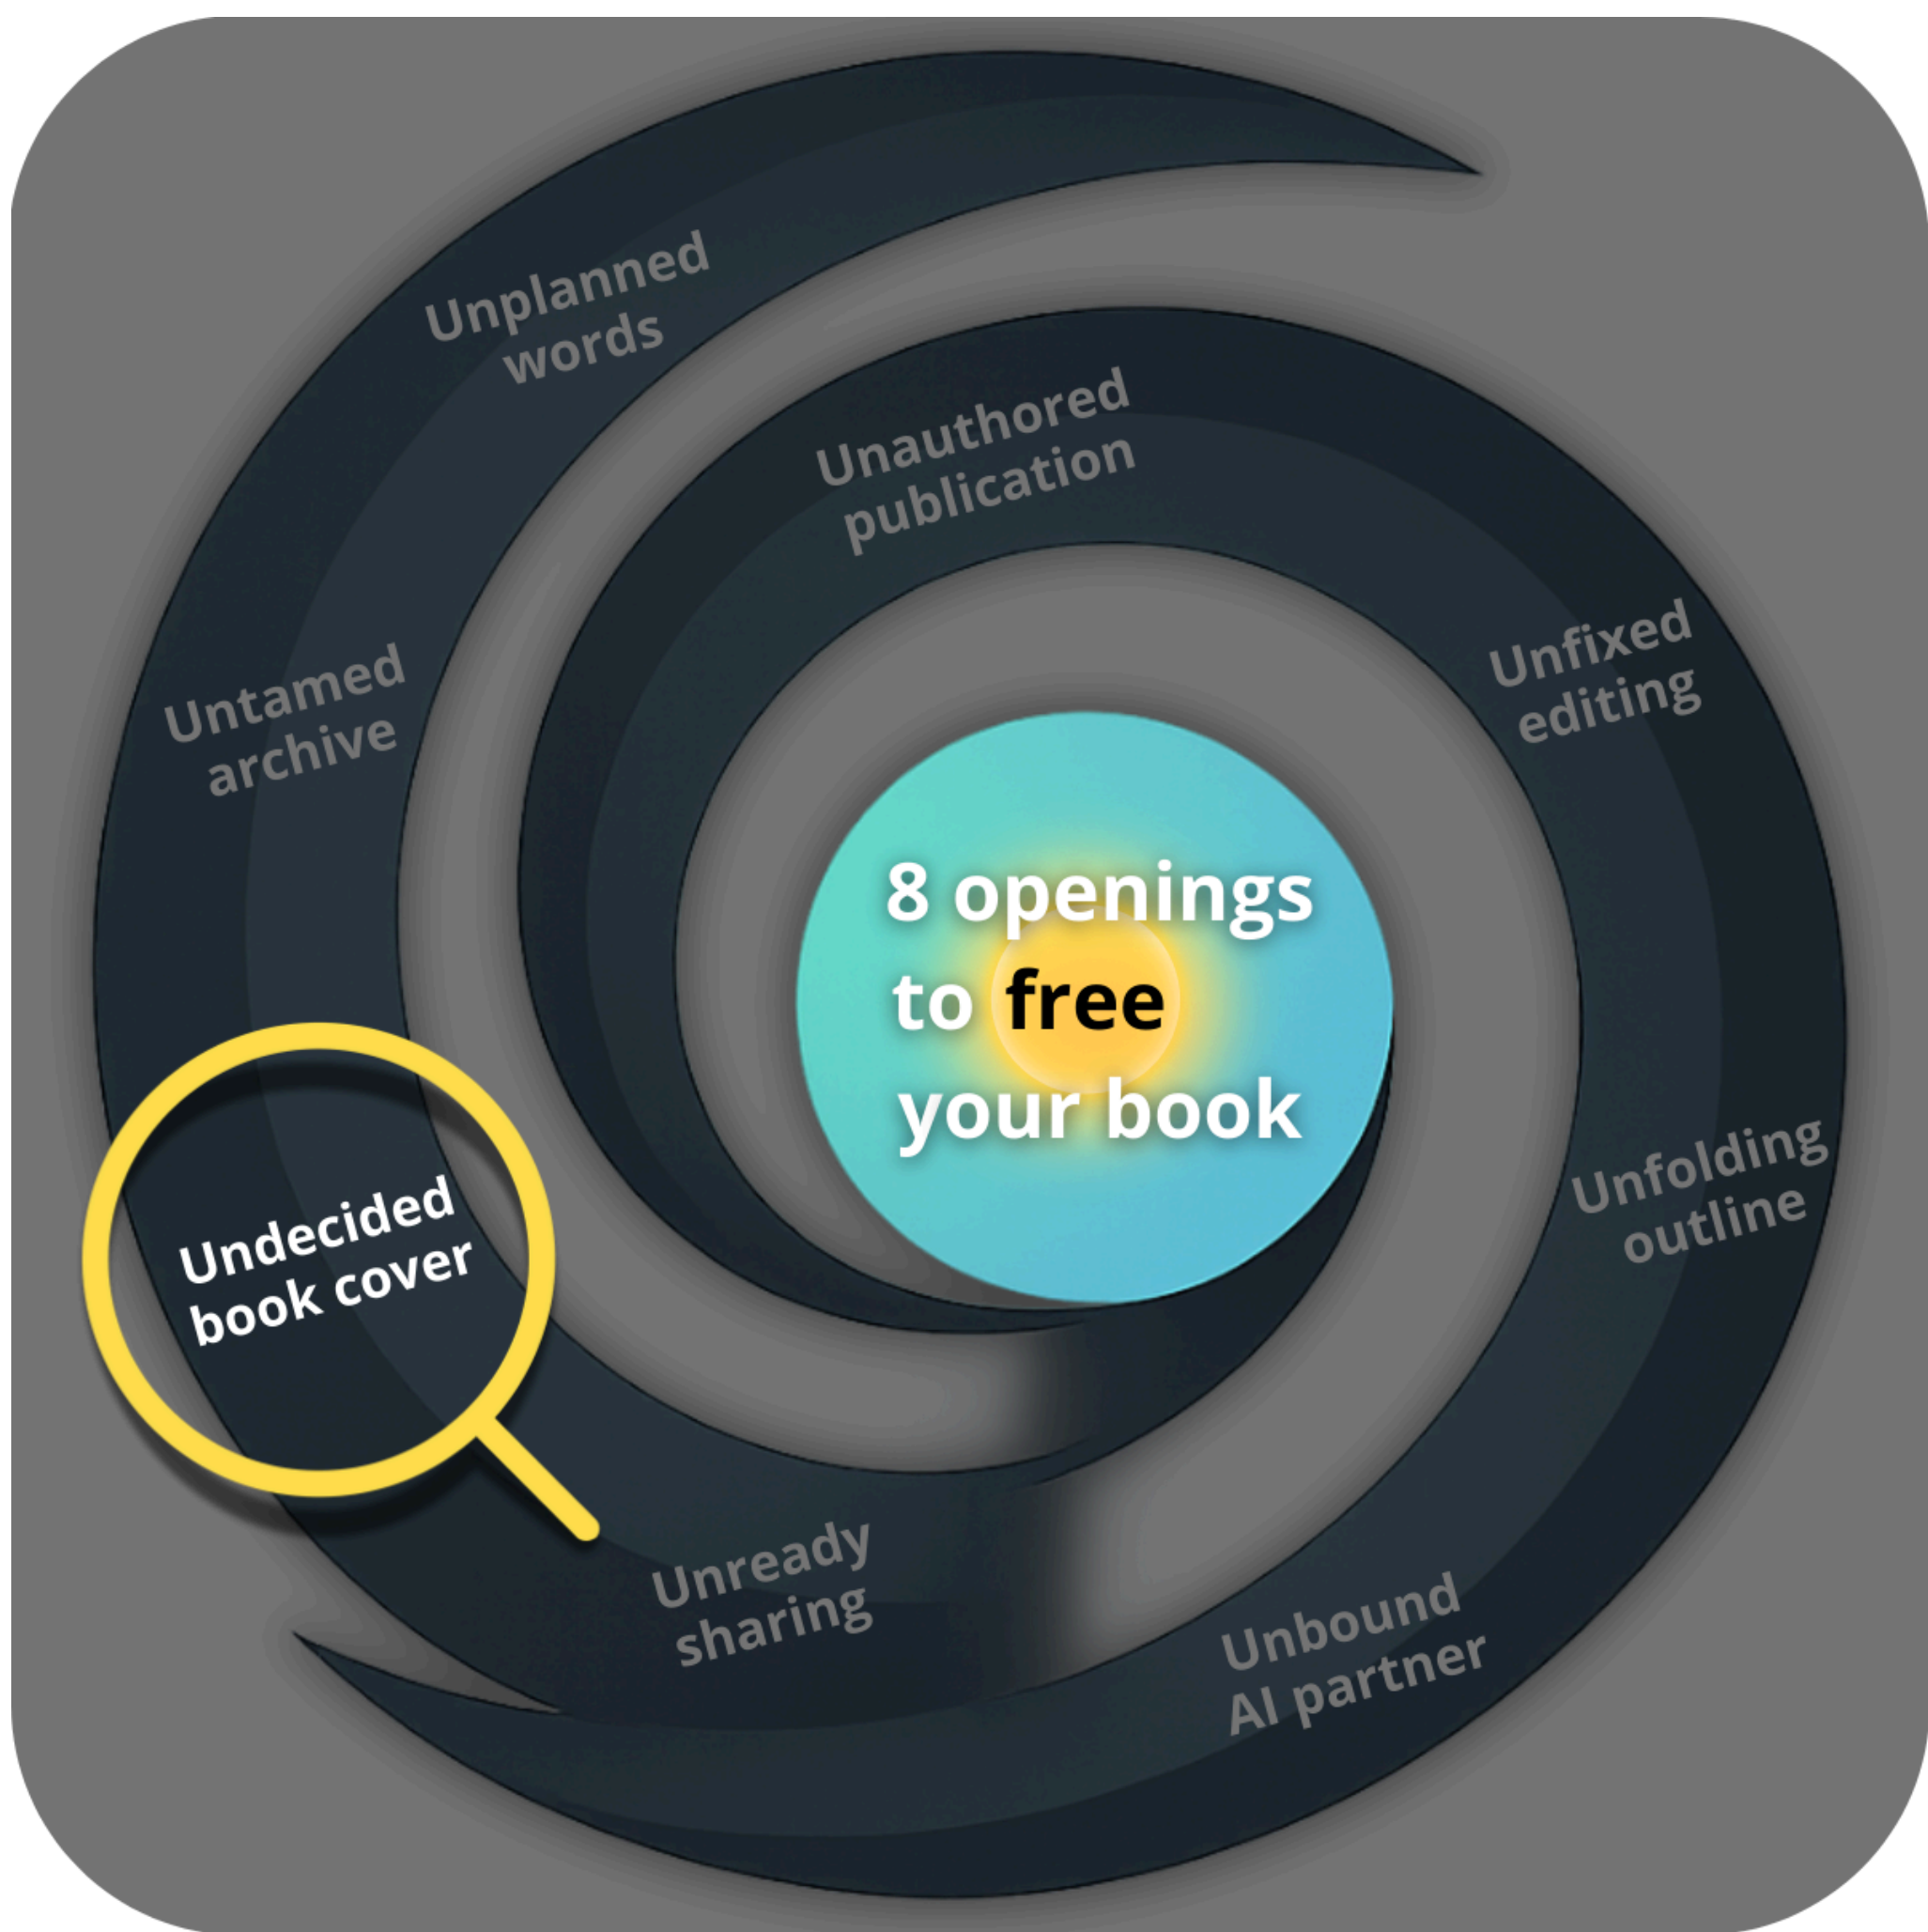 Unplanned
words
Unauthored
publication
Unfixed
editing
Untamed
archive
8 openings
to free
your book
Unfolding
outline
Undecided
book cover
Unready
sharing
Unbound
AI partner